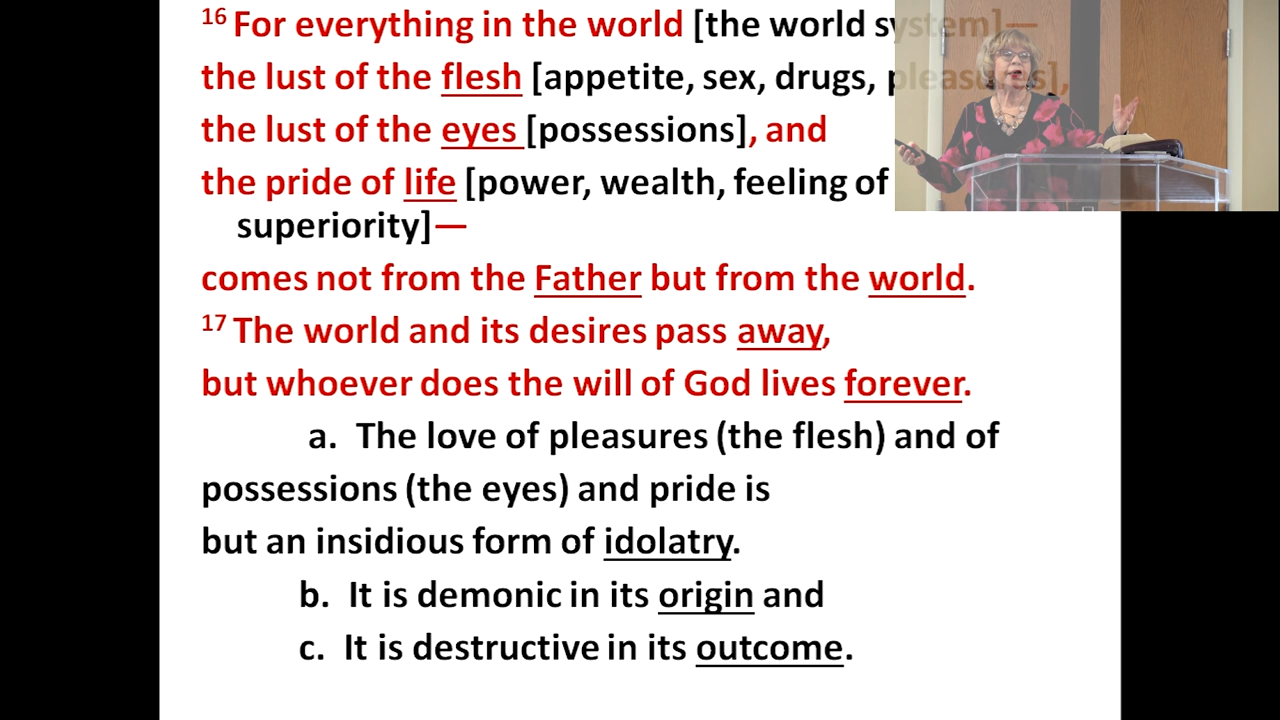 16 For everything in the world [the world system]—
the lust of the flesh [appetite, sex, drugs, pleasures],
the lust of the eyes [possessions], and
the pride of life [power, wealth, feeling of
superiority]—
comes not from the Father but from the world.
17 The world and its desires pass away,
but whoever does the will of God lives forever.
a. The love of pleasures (the flesh) and of
possessions (the eyes) and pride is
but an insidious form of idolatry.
b. It is demonic in its origin and
c. It is destructive in its outcome.